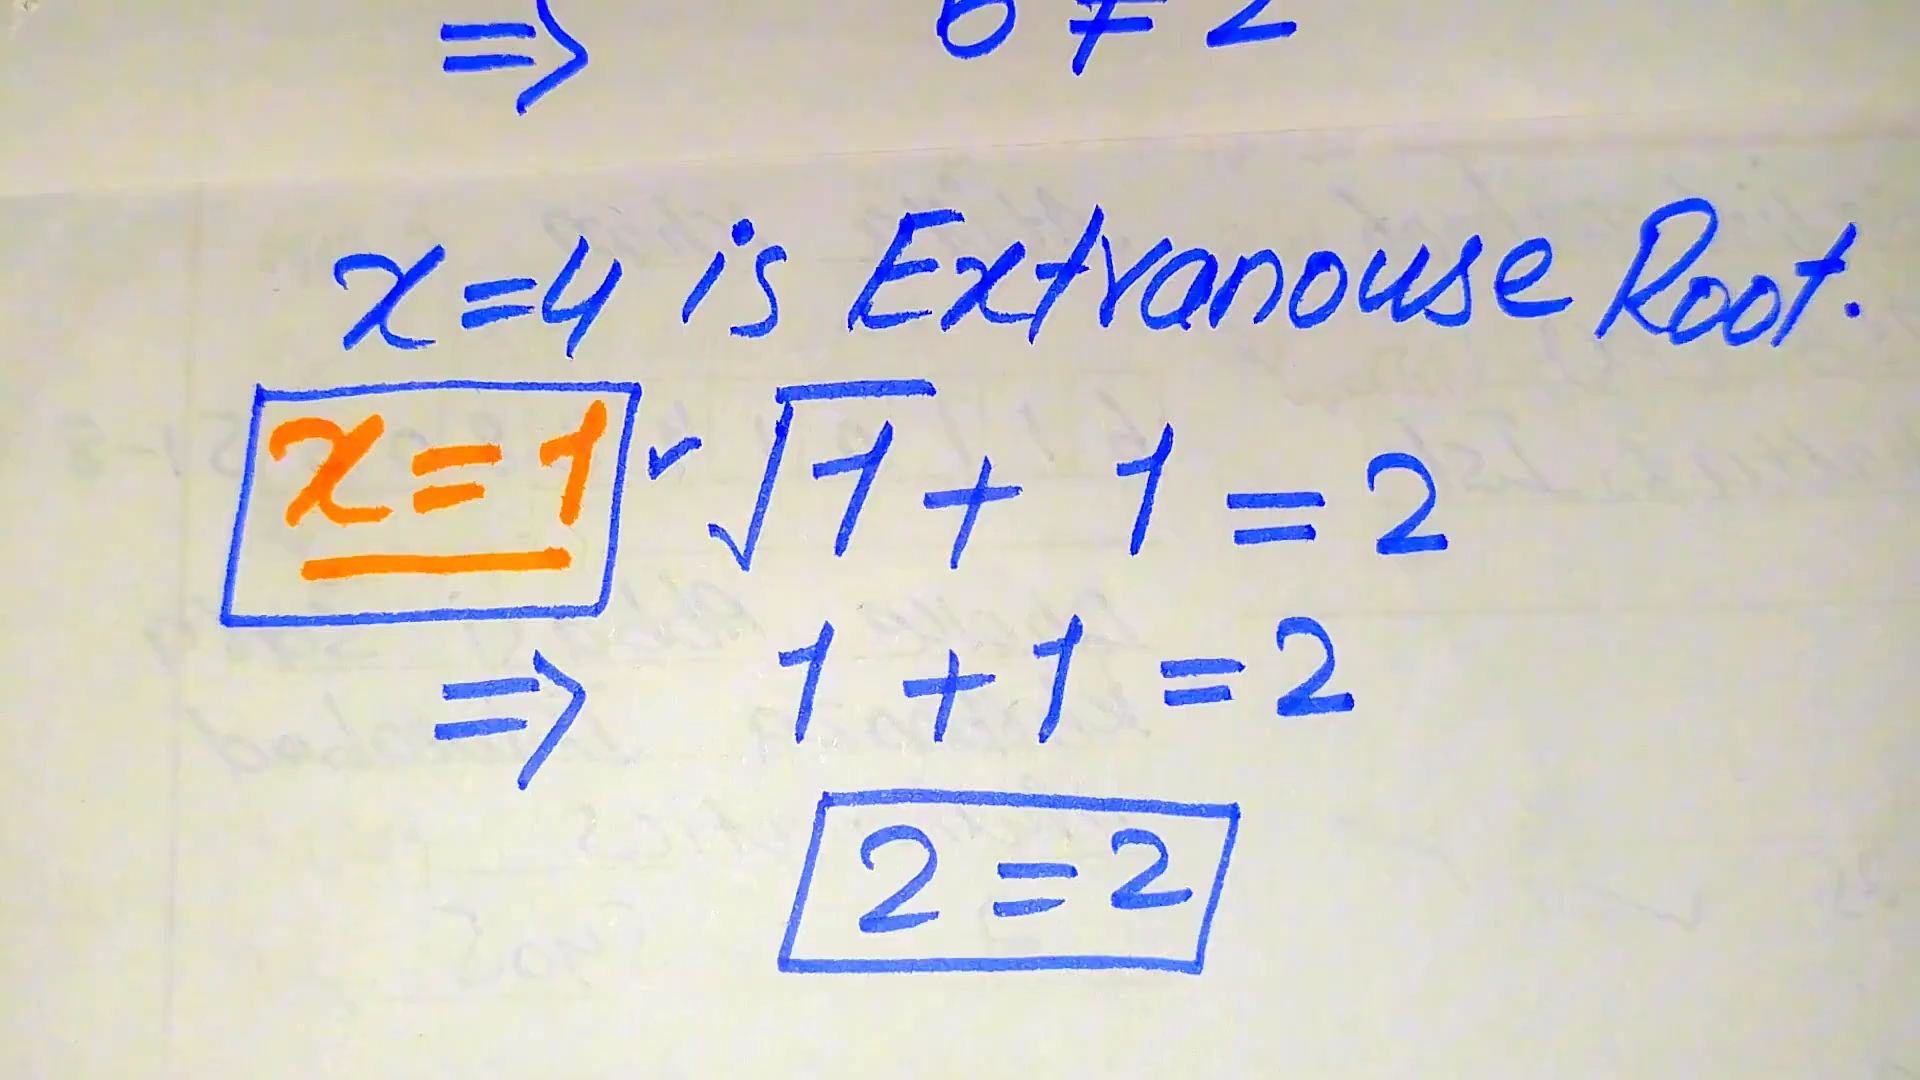 ⇒ 6 ≠ 2
x=4 is Extranouse Root.
x=1 ✓ √1 + 1 = 2
⇒ 1 + 1 = 2
2 = 2